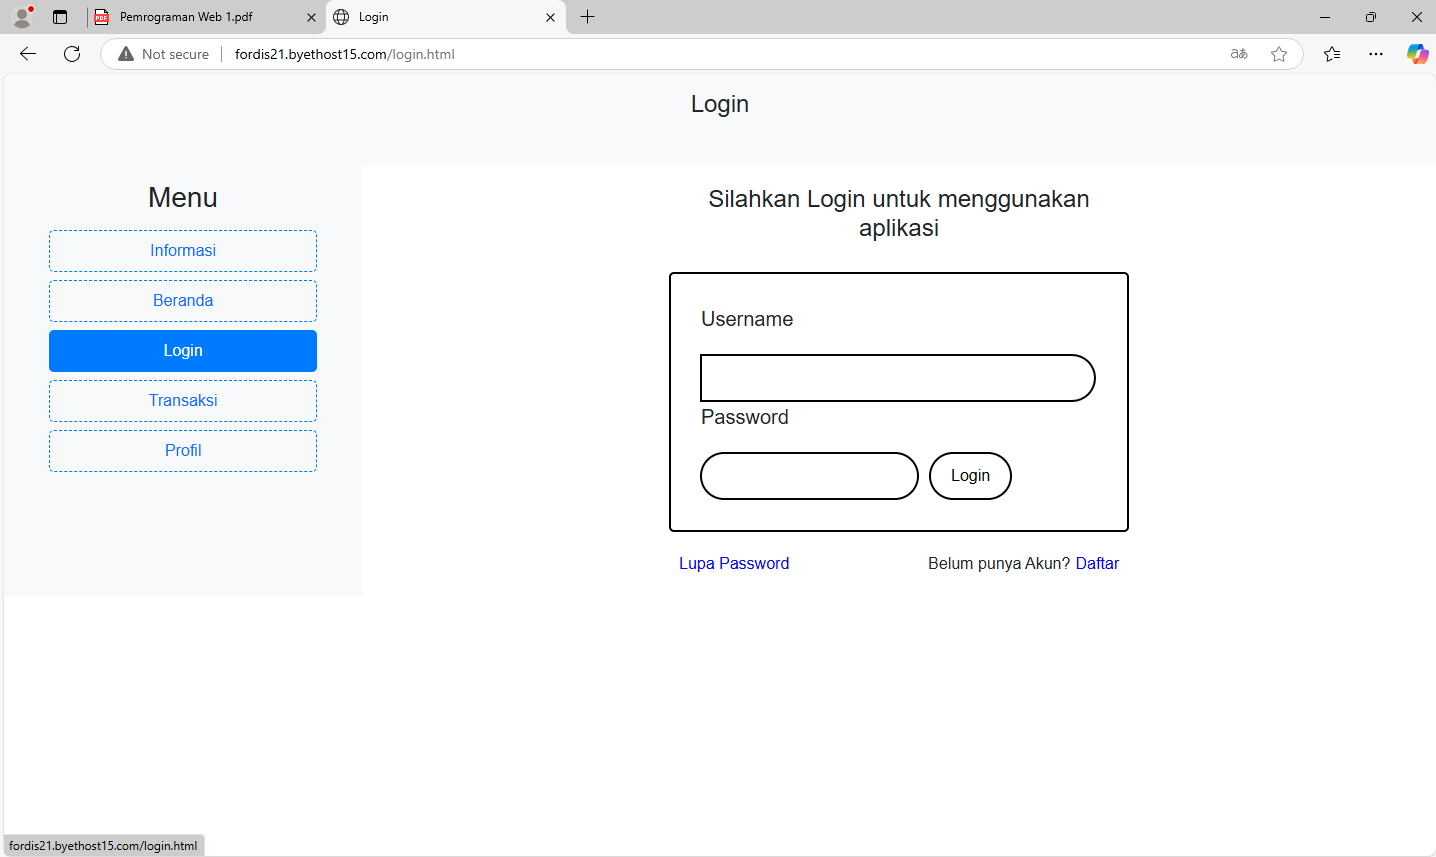 Pemrograman Web 1.pdf
Login
Not secure
fordis21.byethost15.com/login.html
aあ
Login
Menu
Informasi
Beranda
Login
Transaksi
Profil
Silahkan Login untuk menggunakan
aplikasi
Username
Password
Login
Lupa Password
Belum punya Akun? Daftar
fordis21.byethost15.com/login.html